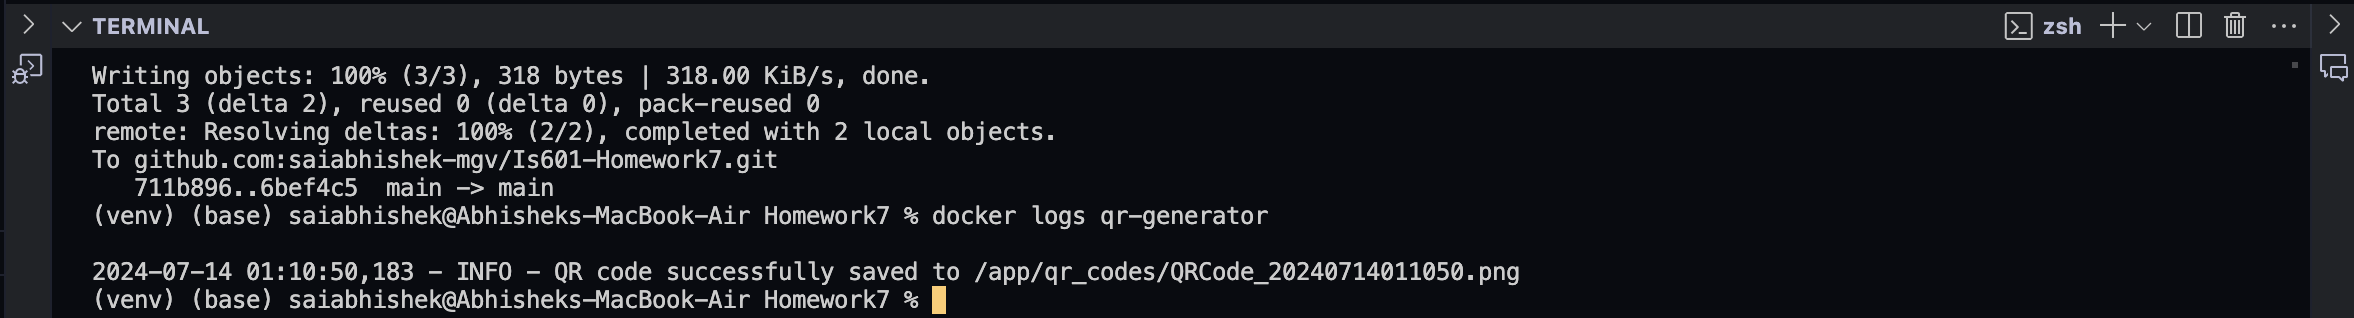 TERMINAL
zsh
Writing objects: 100% (3/3), 318 bytes | 318.00 KiB/s, done.
Total 3 (delta 2), reused 0 (delta 0), pack-reused 0
remote: Resolving deltas: 100% (2/2), completed with 2 local objects.
To github.com:saiabhishek-mgv/Is601-Homework7.git
   711b896..6bef4c5  main -> main
(venv) (base) saiabhishek@Abhisheks-MacBook-Air Homework7 % docker logs qr-generator
2024-07-14 01:10:50,183 - INFO - QR code successfully saved to /app/qr_codes/QRCode_20240714011050.png
(venv) (base) saiabhishek@Abhisheks-MacBook-Air Homework7 %